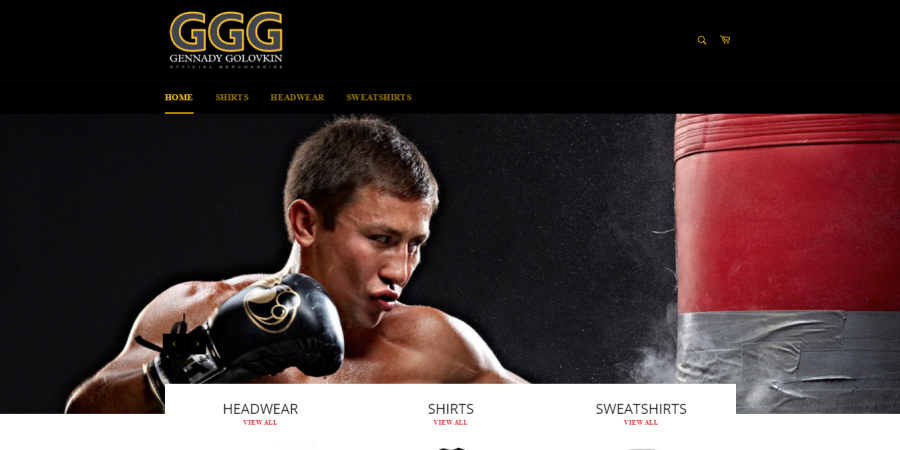 GGG
GENNADY GOLOVKIN
OFFICIAL MERCHANDISE
HOME SHIRTS HEADWEAR SWEATSHIRTS
HEADWEAR SHIRTS SWEATSHIRTS
VIEW ALL VIEW ALL VIEW ALL